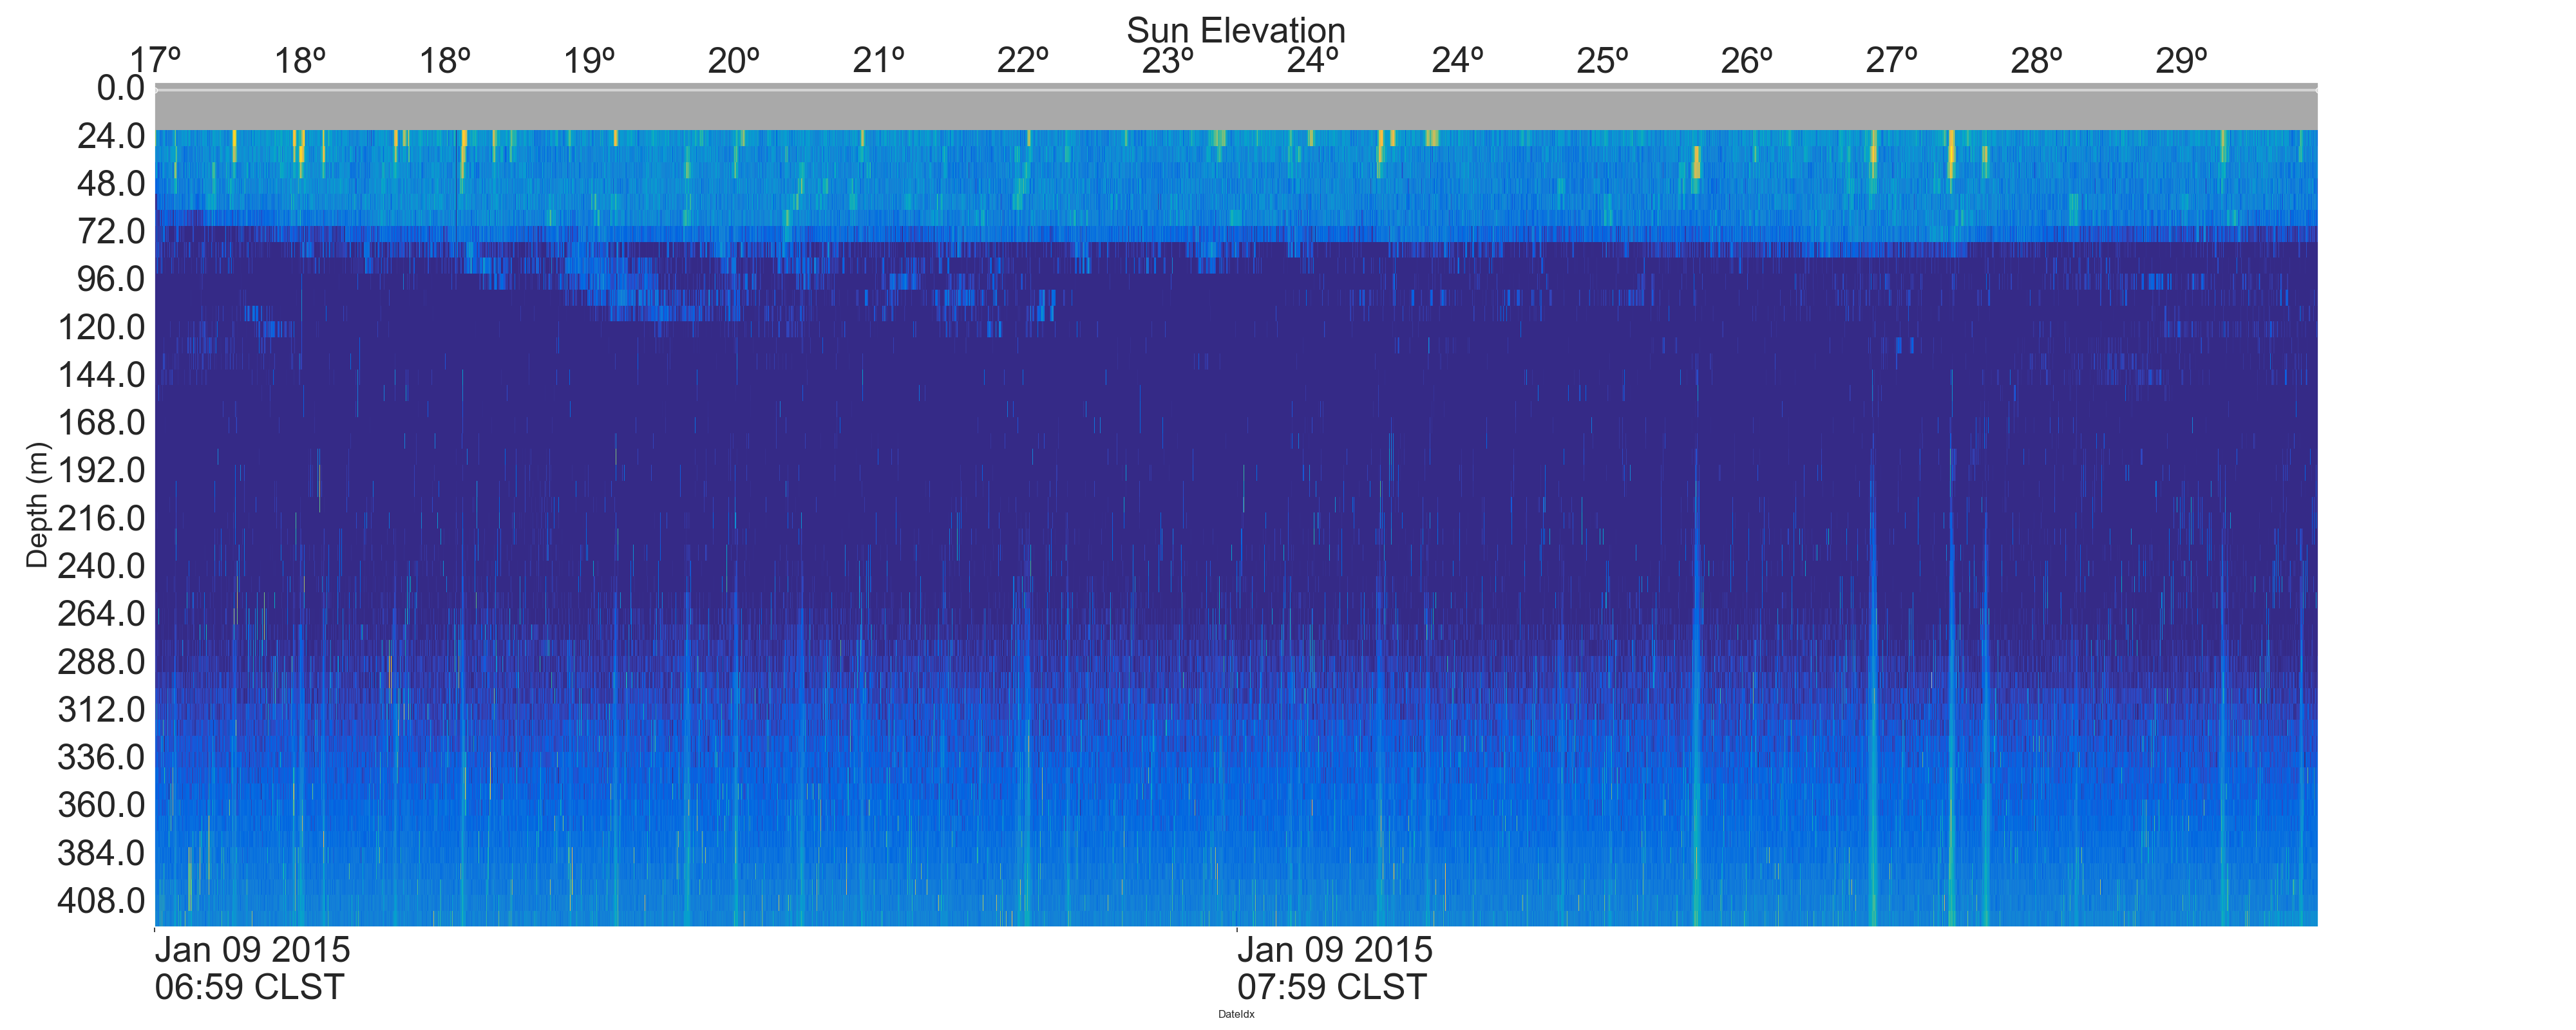 Sun Elevation
17º 18º 18º 19º 20º 21º 22º 23º 24º 24º 25º 26º 27º 28º 29º
0.0
24.0
48.0
72.0
96.0
120.0
144.0
168.0
192.0
216.0
240.0
264.0
288.0
312.0
336.0
360.0
384.0
408.0
Depth (m)
Jan 09 2015
06:59 CLST
Jan 09 2015
07:59 CLST
DateIdx